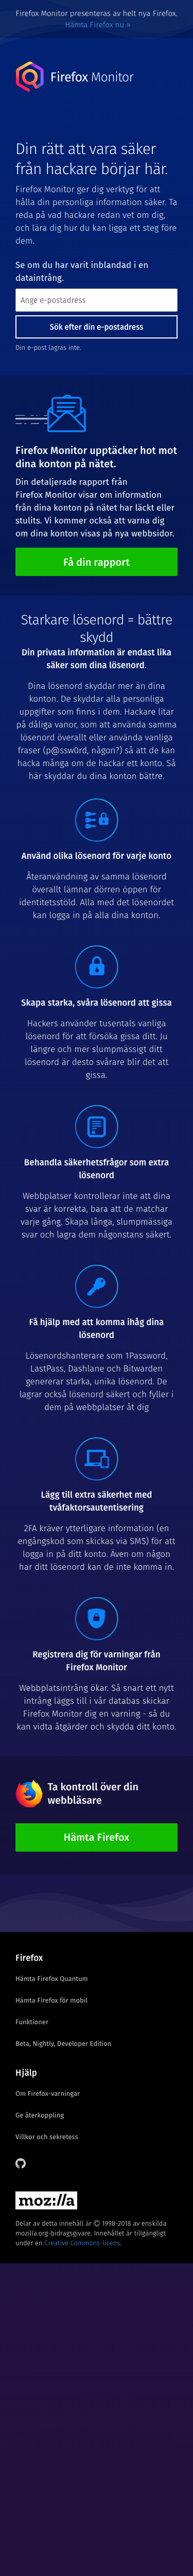 Firefox Monitor presenteras av helt nya Firefox.
Hämta Firefox nu »
Firefox Monitor
Din rätt att vara säker
från hackare börjar här.
Firefox Monitor ger dig verktyg för att
hålla din personliga information säker. Ta
reda på vad hackare redan vet om dig,
och lära dig hur du kan ligga ett steg före
dem.
Se om du har varit inblandad i en
dataintrång.
Ange e-postadress
Sök efter din e-postadress
Din e-post lagras inte.
Firefox Monitor upptäcker hot mot
dina konton på nätet.
Din detaljerade rapport från
Firefox Monitor visar om information
från dina konton på nätet har läckt eller
stulits. Vi kommer också att varna dig
om dina konton visas på nya webbsidor.
Få din rapport
Starkare lösenord = bättre
skydd
Din privata information är endast lika
säker som dina lösenord.
Dina lösenord skyddar mer än dina
konton. De skyddar alla personliga
uppgifter som finns i dem. Hackare litar
på dåliga vanor, som att använda samma
lösenord överallt eller använda vanliga
fraser (p@ssw0rd, någon?) så att de kan
hacka många om de hackar ett konto. Så
här skyddar du dina konton bättre.
Använd olika lösenord för varje konto
Återanvändning av samma lösenord
överallt lämnar dörren öppen för
identitetsstöld. Alla med det lösenordet
kan logga in på alla dina konton.
Skapa starka, svåra lösenord att gissa
Hackers använder tusentals vanliga
lösenord för att försöka gissa ditt. Ju
längre och mer slumpmässigt ditt
lösenord är desto svårare blir det att
gissa.
Behandla säkerhetsfrågor som extra
lösenord
Webbplatser kontrollerar inte att dina
svar är korrekta, bara att de matchar
varje gång. Skapa långa, slumpmässiga
svar och lagra dem någonstans säkert.
Få hjälp med att komma ihåg dina
lösenord
Lösenordshanterare som 1Password,
LastPass, Dashlane och Bitwarden
genererar starka, unika lösenord. De
lagrar också lösenord säkert och fyller i
dem på webbplatser åt dig
Lägg till extra säkerhet med
tvåfaktorsautentisering
2FA kräver ytterligare information (en
engångskod som skickas via SMS) för att
logga in på ditt konto. Även om någon
har ditt lösenord kan de inte komma in.
Registrera dig för varningar från
Firefox Monitor
Webbplatsintrång ökar. Så snart ett nytt
intrång läggs till i vår databas skickar
Firefox Monitor dig en varning - så du
kan vidta åtgärder och skydda ditt konto.
Ta kontroll över din
webbläsare
Hämta Firefox
Firefox
Hämta Firefox Quantum
Hämta Firefox för mobil
Funktioner
Beta, Nightly, Developer Edition
Hjälp
Om Firefox-varningar
Ge återkoppling
Villkor och sekretess
moz://a
Delar av detta innehåll är © 1998-2018 av enskilda
mozilla.org-bidragsgivare. Innehållet är tillgängligt
under en Creative Commons-licens.